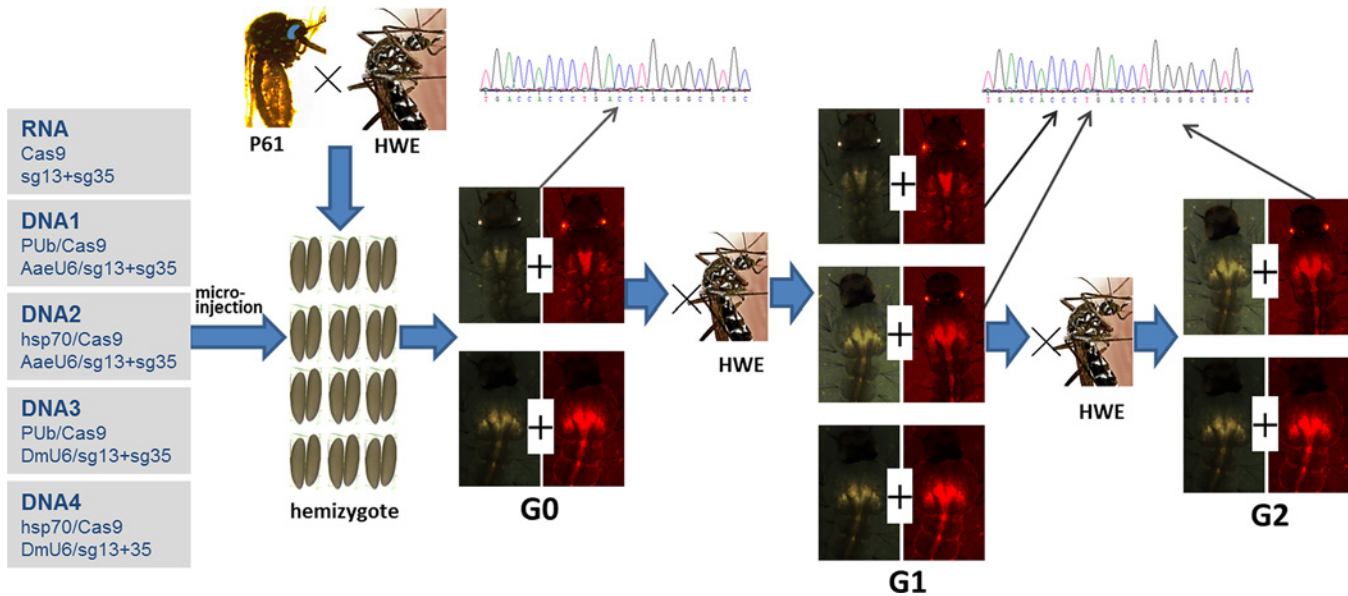 RNA
Cas9
sg13+sg35
DNA1
PUb/Cas9
AaeU6/sg13+sg35
DNA2
hsp70/Cas9
AaeU6/sg13+sg35
DNA3
PUb/Cas9
DmU6/sg13+sg35
DNA4
hsp70/Cas9
DmU6/sg13+35
P61
×
HWE
micro-
injection
hemizygote
TGACCACCCTGACCTGGGGCGTGC
+
+
G0
×
HWE
TGACCACCCTGACCTGGGGCGTGC
+
+
+
G1
×
HWE
+
+
G2